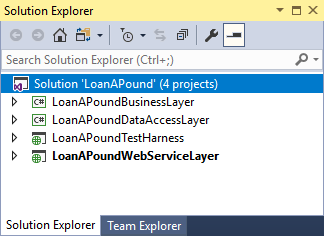 Solution Explorer
Search Solution Explorer (Ctrl+;)
Solution 'LoanAPound' (4 projects)
C# LoanAPoundBusinessLayer
C# LoanAPoundDataAccessLayer
LoanAPoundTestHarness
LoanAPoundWebServiceLayer
Solution Explorer Team Explorer